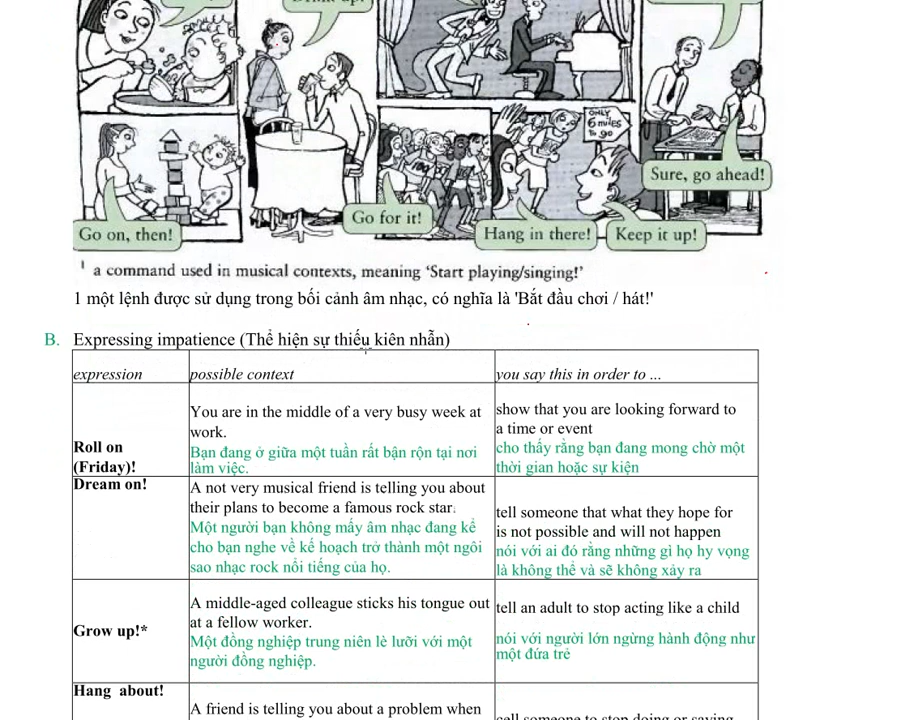 ONLY
6 miles
to go
Sure, go ahead!
Go for it!
Go on, then!
Hang in there!
Keep it up!
1 a command used in musical contexts, meaning ‘Start playing/singing!’
1 một lệnh được sử dụng trong bối cảnh âm nhạc, có nghĩa là 'Bắt đầu chơi / hát!'
B. Expressing impatience (Thể hiện sự thiếu kiên nhẫn)
expression
possible context
you say this in order to ...
Roll on
(Friday)!
You are in the middle of a very busy week at
work.
Bạn đang ở giữa một tuần rất bận rộn tại nơi
làm việc.
show that you are looking forward to
a time or event
cho thấy rằng bạn đang mong chờ một
thời gian hoặc sự kiện
Dream on!
A not very musical friend is telling you about
their plans to become a famous rock star.
Một người bạn không mấy âm nhạc đang kể
cho bạn nghe về kế hoạch trở thành một ngôi
sao nhạc rock nổi tiếng của họ.
tell someone that what they hope for
is not possible and will not happen
nói với ai đó rằng những gì họ hy vọng
là không thể và sẽ không xảy ra
Grow up!*
A middle-aged colleague sticks his tongue out
at a fellow worker.
Một đồng nghiệp trung niên lè lưỡi với một
người đồng nghiệp.
tell an adult to stop acting like a child
nói với người lớn ngừng hành động như
một đứa trẻ
Hang about!
A friend is telling you about a problem when